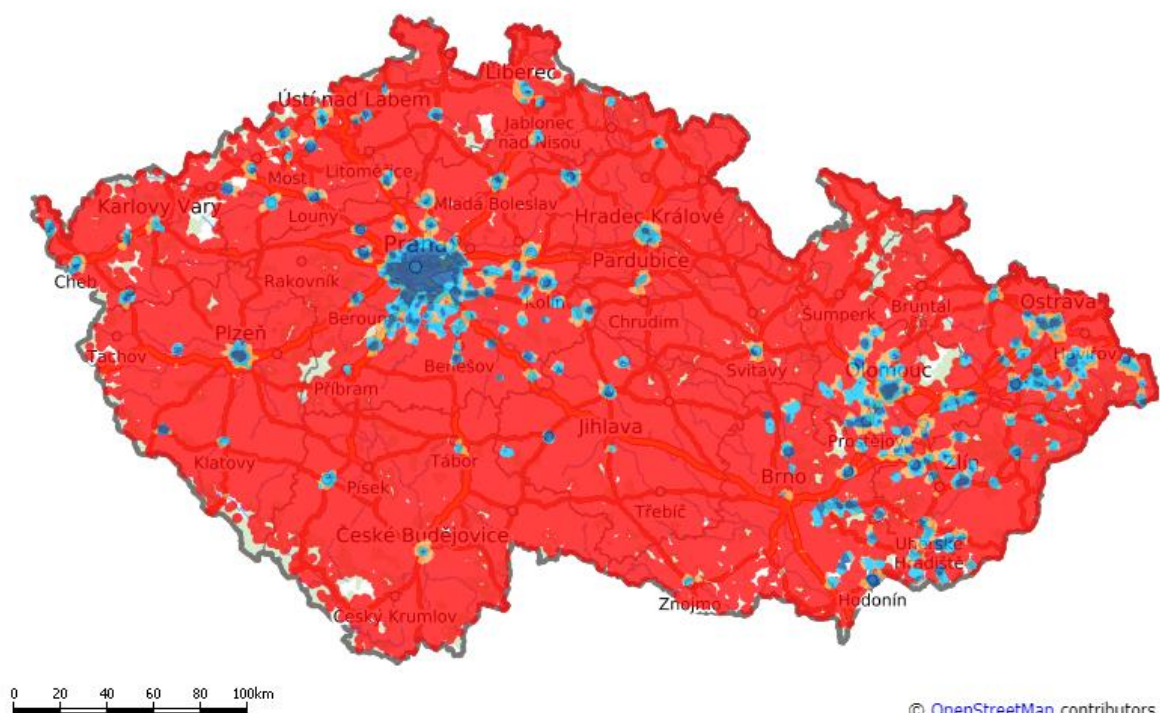 Liberec
Ústí nad Labem
Jablonec
nad Nisou
Most
Litoměřice
Karlovy Vary
Louny
Mladá Boleslav
Hradec Králové
Praha
Pardubice
Cheb
Rakovník
Kolín
Bruntál
Ostrava
Beroun
Chrudim
Šumperk
Plzeň
Tachov
Benešov
Svitavy
Olomouc
Havířov
Příbram
Jihlava
Prostějov
Klatovy
Tábor
Zlín
Brno
Písek
Třebíč
České Budějovice
Uherské
Hradiště
Znojmo
Hodonín
Český Krumlov
0 20 40 60 80 100km
© OpenStreetMap contributors